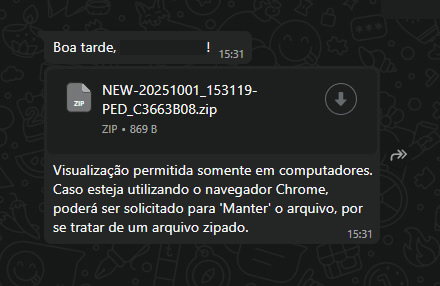 Boa tarde, !
15:31
ZIP
NEW-20251001_153119-
PED_C3663B08.zip
ZIP • 869 B
Visualização permitida somente em computadores.
Caso esteja utilizando o navegador Chrome,
poderá ser solicitado para 'Manter' o arquivo, por
se tratar de um arquivo zipado.
15:31